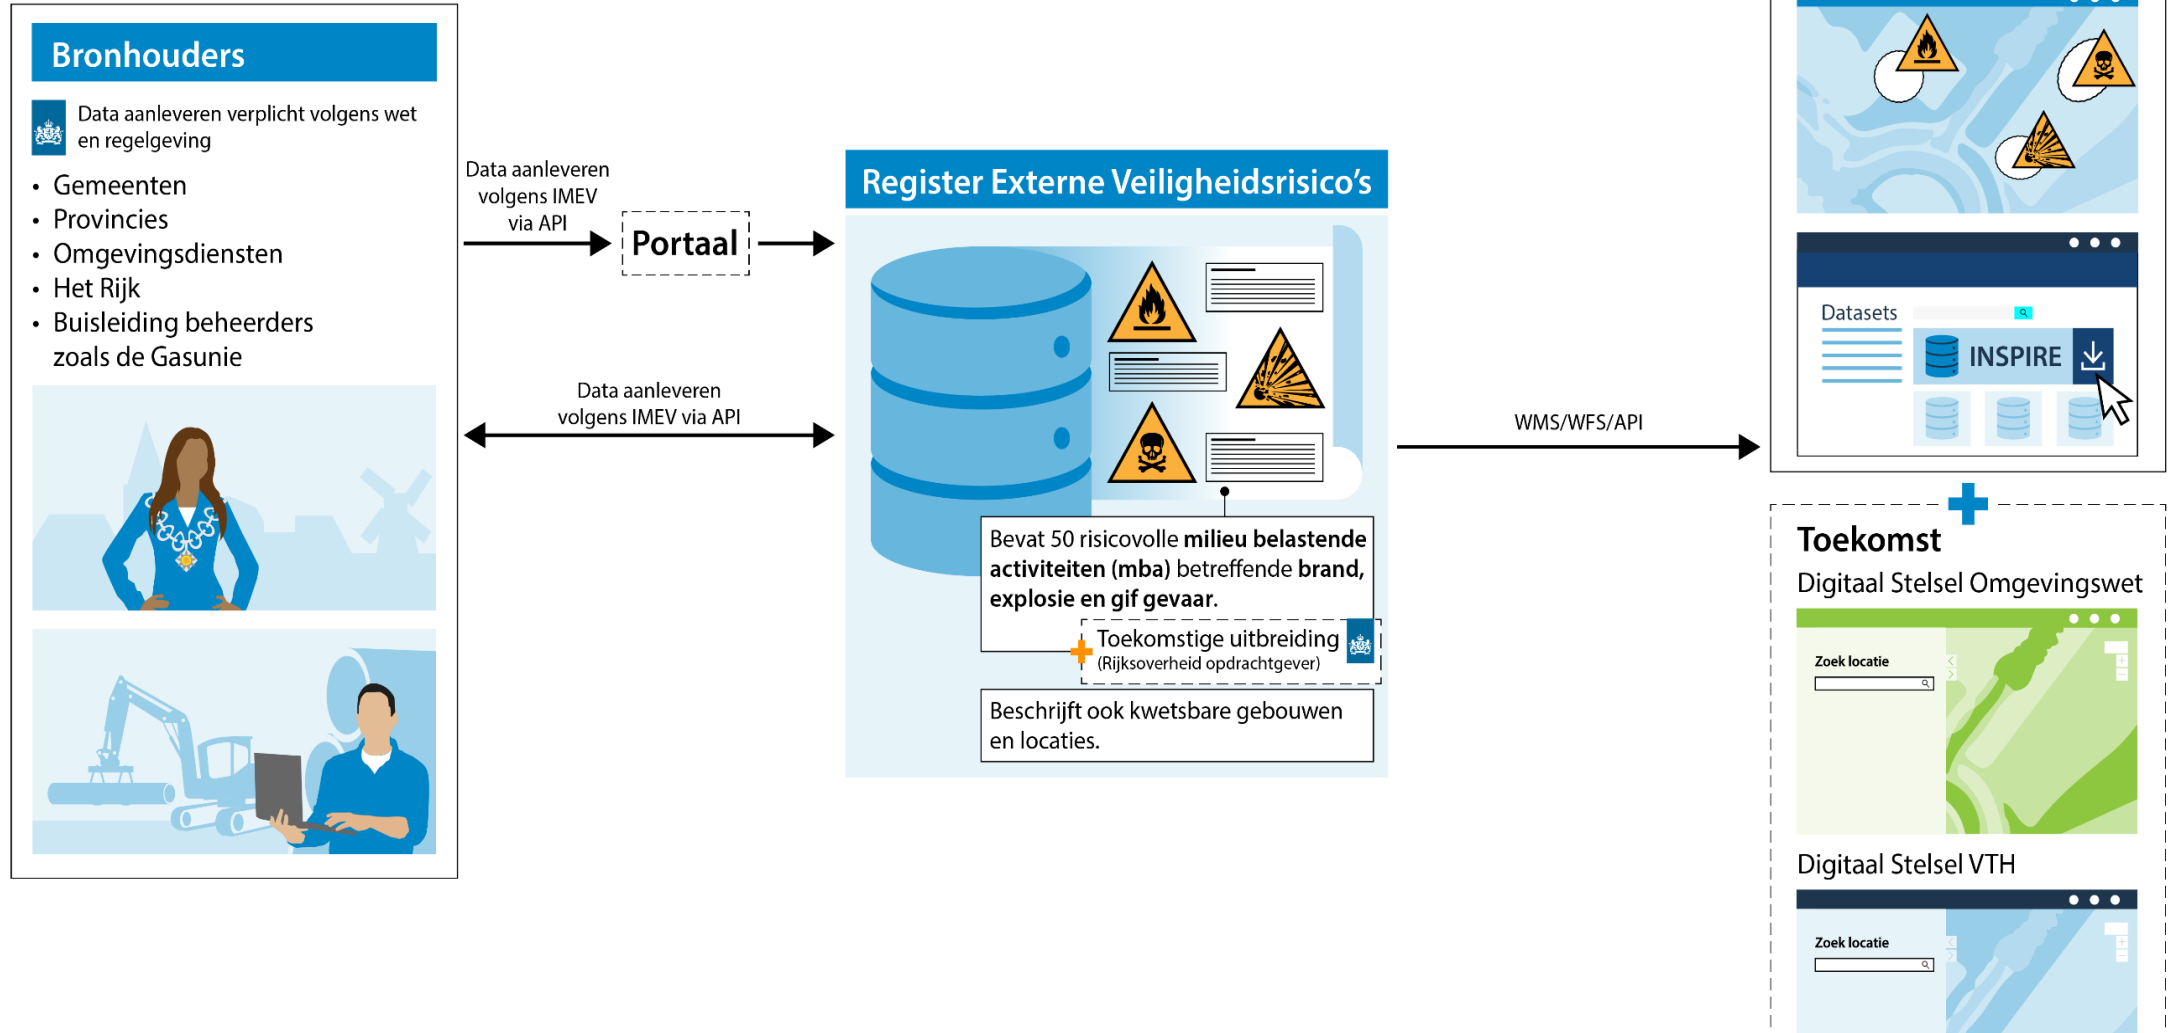 Bronhouders
Data aanleveren verplicht volgens wet
en regelgeving
• Gemeenten
• Provincies
• Omgevingsdiensten
• Het Rijk
• Buisleiding beheerders
zoals de Gasunie
Data aanleveren
volgens IMEV
via API
Portaal
Data aanleveren
volgens IMEV via API
Register Externe Veiligheidsrisico's
Bevat 50 risicovolle milieu belastende
activiteiten (mba) betreffende brand,
explosie en gif gevaar.
Toekomstige uitbreiding
(Rijksoverheid opdrachtgever)
Beschrijft ook kwetsbare gebouwen
en locaties.
WMS/WFS/API
Datasets
INSPIRE
Toekomst
Digitaal Stelsel Omgevingswet
Zoek locatie
Digitaal Stelsel VTH
Zoek locatie